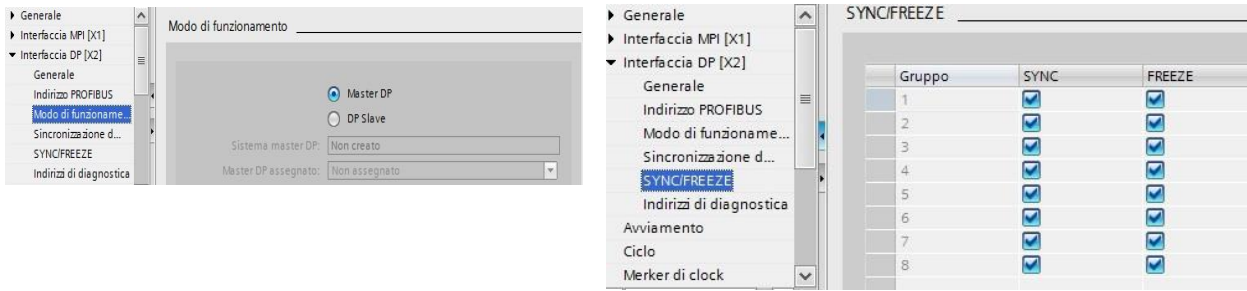 Generale
Interfaccia MPI [X1]
Interfaccia DP [X2]
Generale
Indirizzo PROFIBUS
Modo di funzioname...
Sincronizzazione d...
SYNC/FREEZE
Indirizzi di diagnostica
Modo di funzionamento
Master DP
DP Slave
Sistema master DP: Non creato
Master DP assegnato: Non assegnato
Generale
Interfaccia MPI [X1]
Interfaccia DP [X2]
Generale
Indirizzo PROFIBUS
Modo di funzioname...
Sincronizzazione d...
SYNC/FREEZE
Indirizzi di diagnostica
Avviamento
Ciclo
Merker di clock
SYNC/FREEZE
Gruppo SYNC FREEZE
1
2
3
4
5
6
7
8